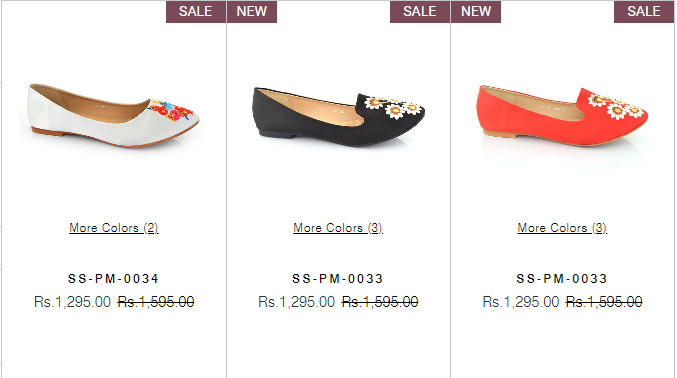 SALE
NEW SALE
NEW SALE
More Colors (2)
More Colors (3)
More Colors (3)
SS-PM-0034
SS-PM-0033
SS-PM-0033
Rs.1,295.00 Rs.1,595.00
Rs.1,295.00 Rs.1,595.00
Rs.1,295.00 Rs.1,595.00